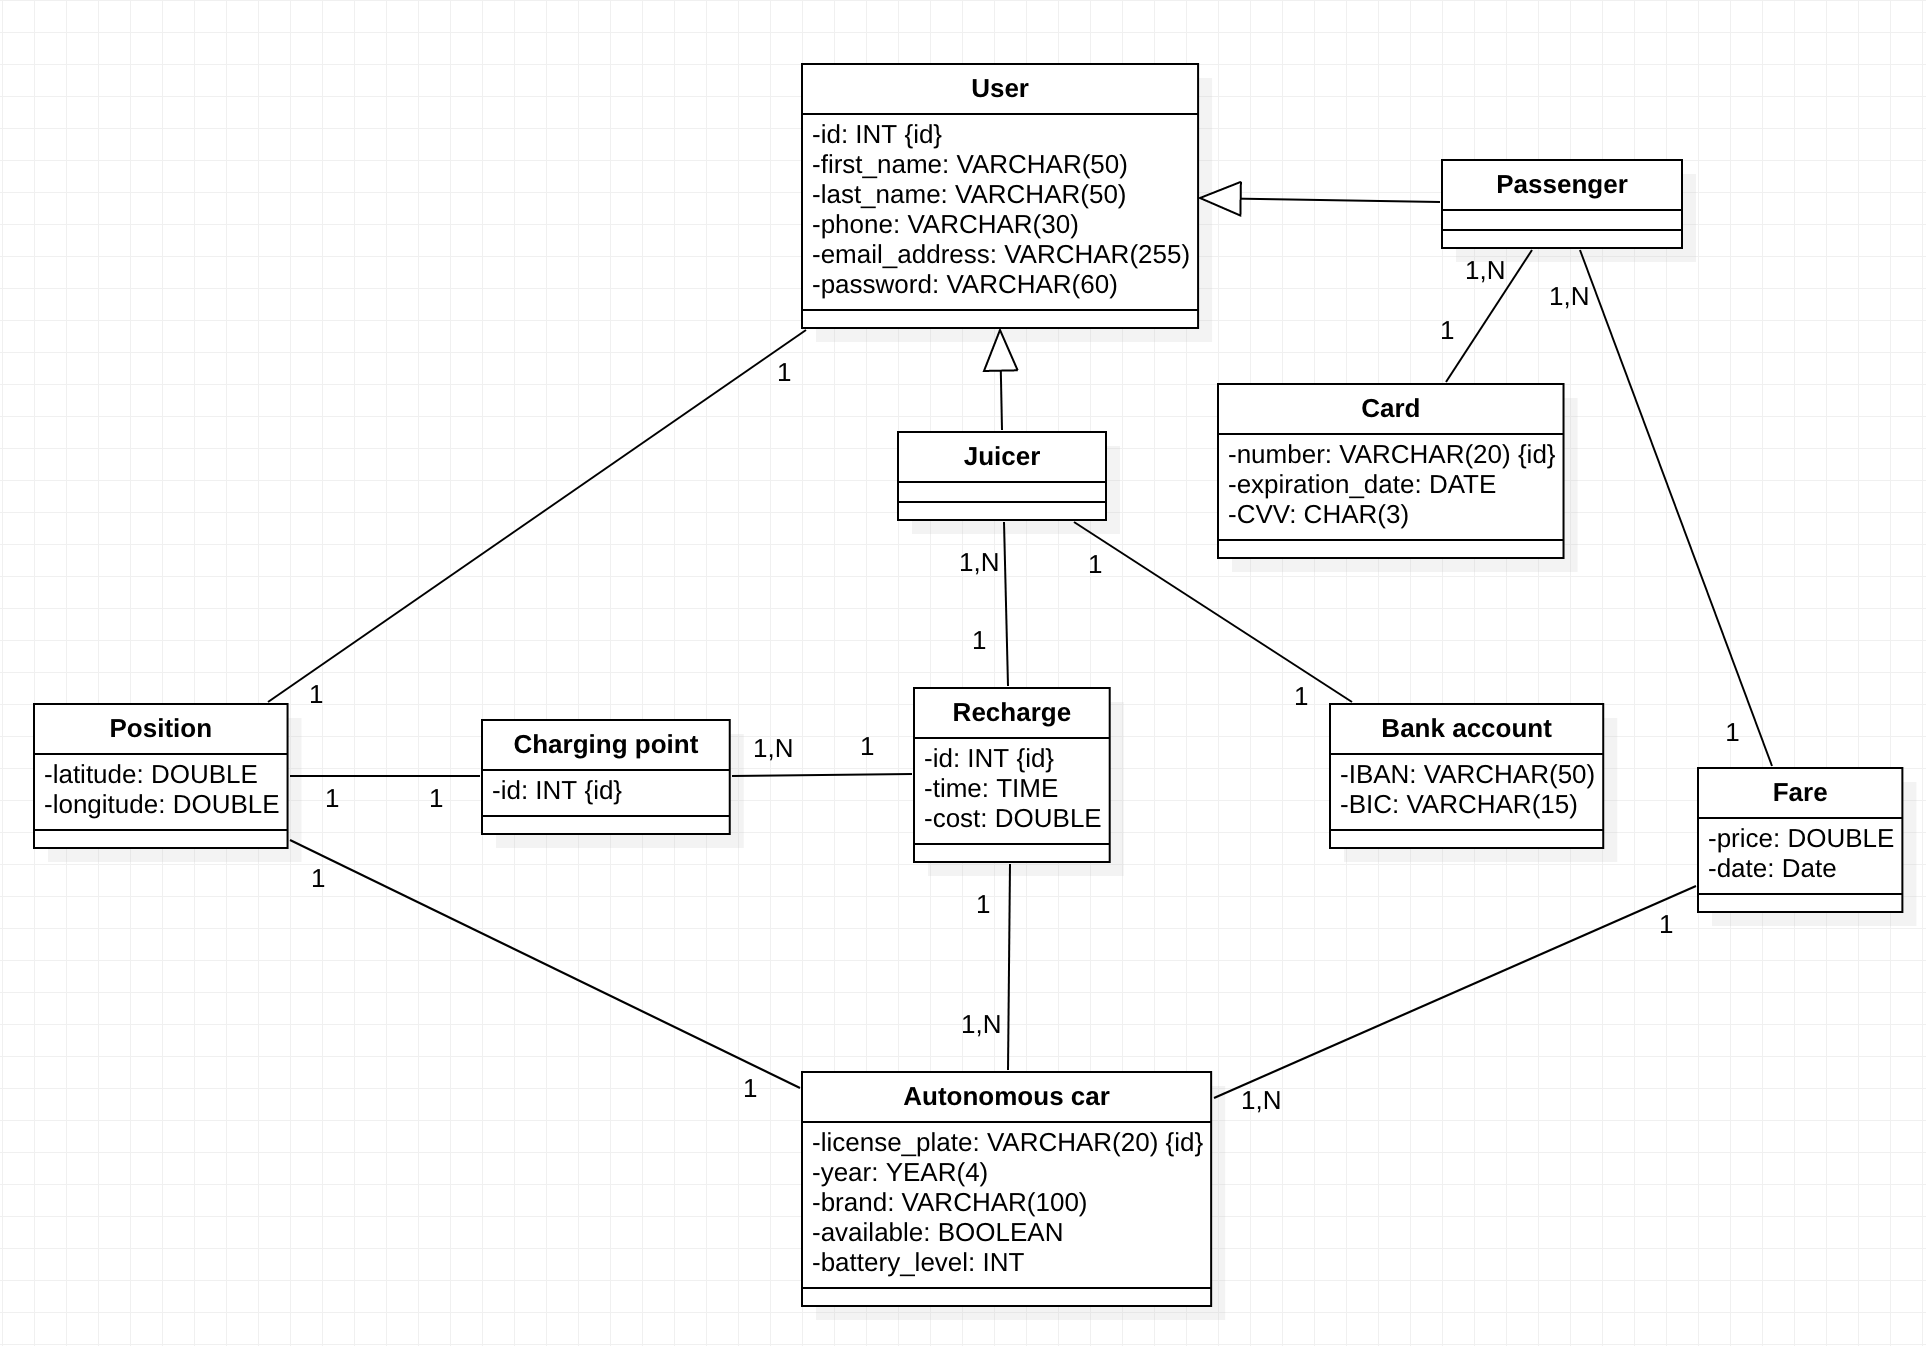 User
-id: INT {id}
-first_name: VARCHAR(50)
-last_name: VARCHAR(50)
-phone: VARCHAR(30)
-email_address: VARCHAR(255)
-password: VARCHAR(60)
Passenger
1,N
1,N
1
1
Card
-number: VARCHAR(20) {id}
-expiration_date: DATE
-CVV: CHAR(3)
Juicer
1,N
1
1
1
1
Position
-latitude: DOUBLE
-longitude: DOUBLE
1
1
Charging point
-id: INT {id}
1,N
1
Recharge
-id: INT {id}
-time: TIME
-cost: DOUBLE
Bank account
-IBAN: VARCHAR(50)
-BIC: VARCHAR(15)
1
Fare
-price: DOUBLE
-date: Date
1
1
1
1,N
1
1,N
Autonomous car
-license_plate: VARCHAR(20) {id}
-year: YEAR(4)
-brand: VARCHAR(100)
-available: BOOLEAN
-battery_level: INT